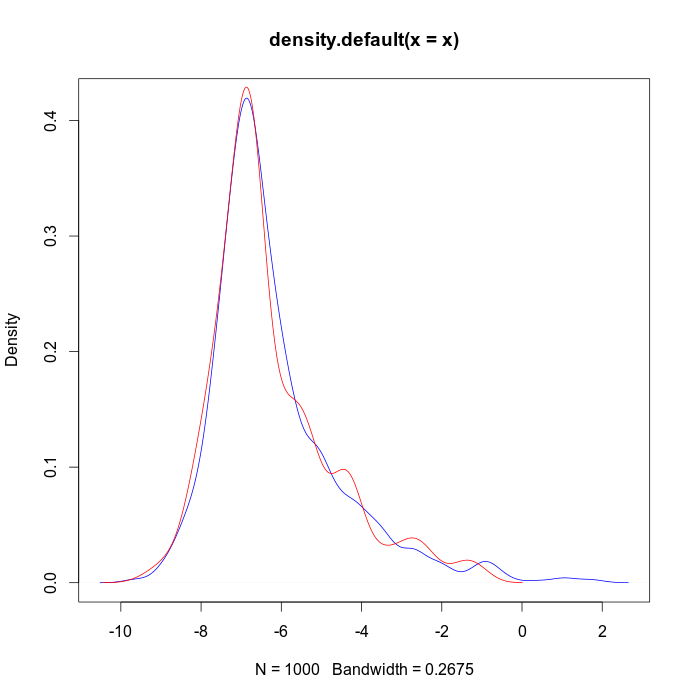 density.default(x = x)
Density
0.4
0.3
0.2
0.1
0.0
-10 -8 -6 -4 -2 0 2
N = 1000 Bandwidth = 0.2675